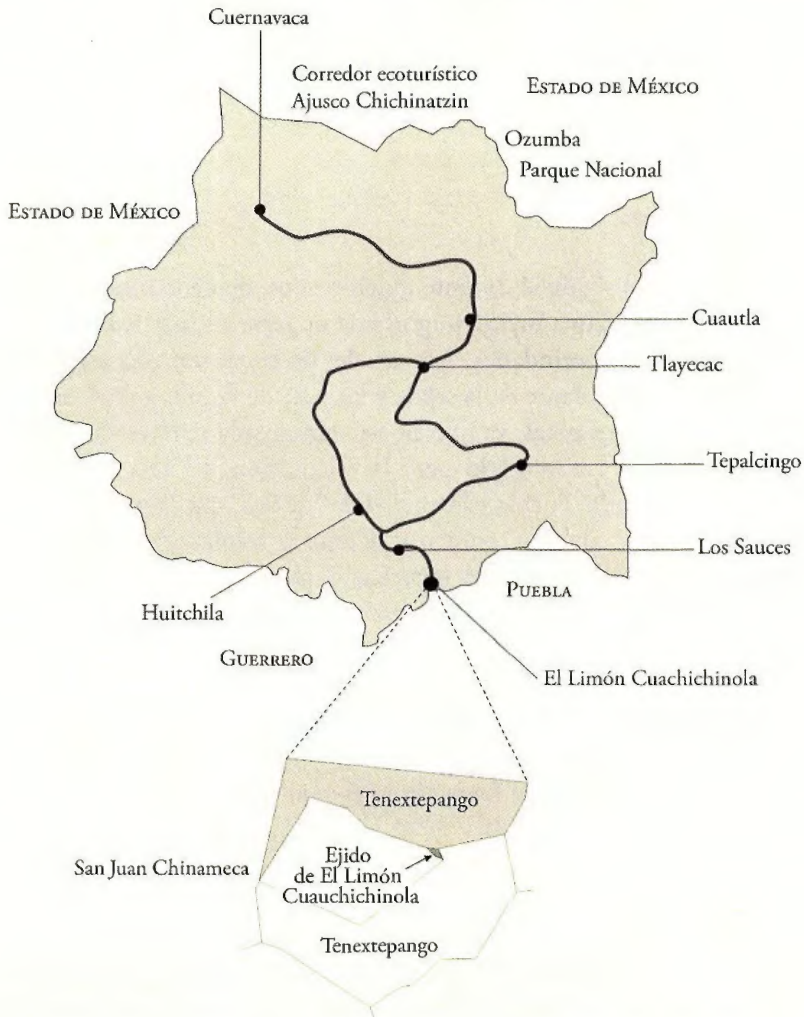 Cuernavaca
Corredor ecoturístico
Ajusco Chichinatzin
ESTADO DE MÉXICO
Ozumba
Parque Nacional
ESTADO DE MÉXICO
Cuautla
Tlayecac
Tepalcingo
Los Sauces
PUEBLA
Huitchila
GUERRERO
El Limón Cuachichinola
Tenextepango
San Juan Chinameca
Ejido
de El Limón
Cuauchichinola
Tenextepango